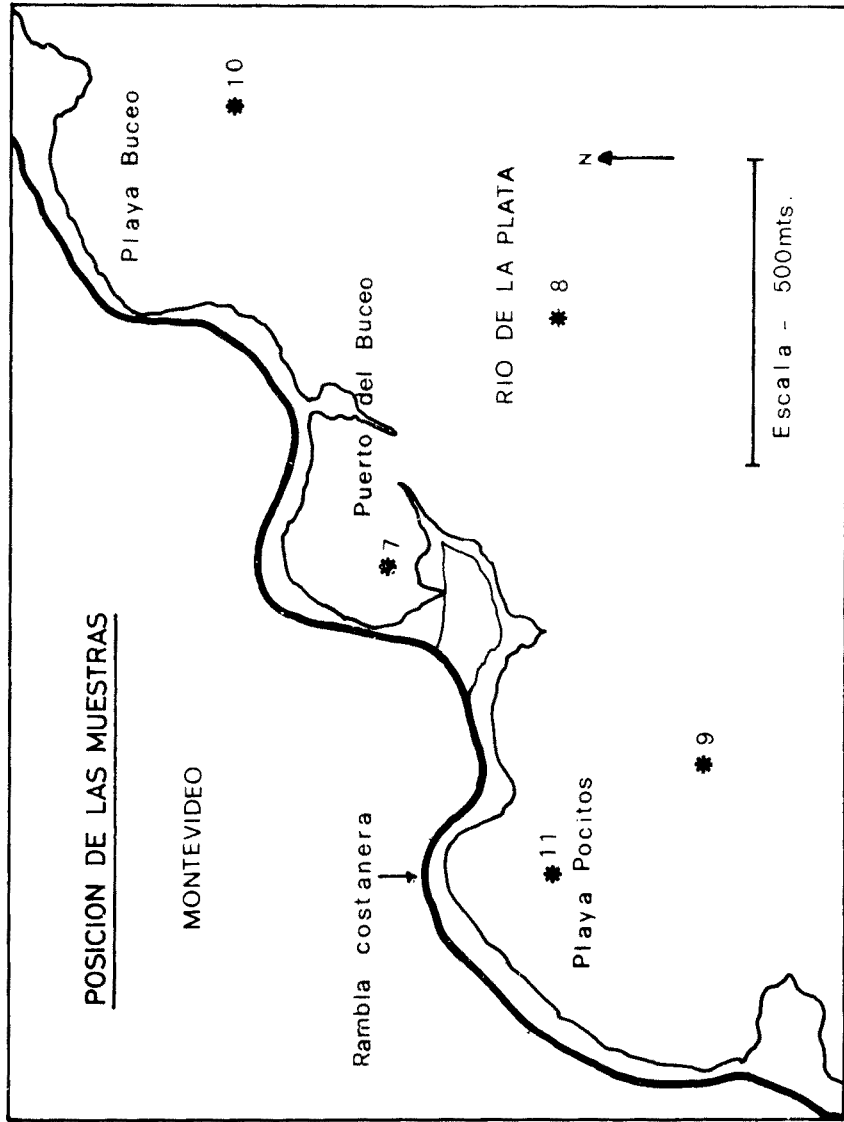 POSICION DE LAS MUESTRAS
MONTEVIDEO
Rambla costanera
Playa Buceo
10
Puerto del Buceo
7
RIO DE LA PLATA
8
N
11
Playa Pocitos
9
Escala - 500mts.